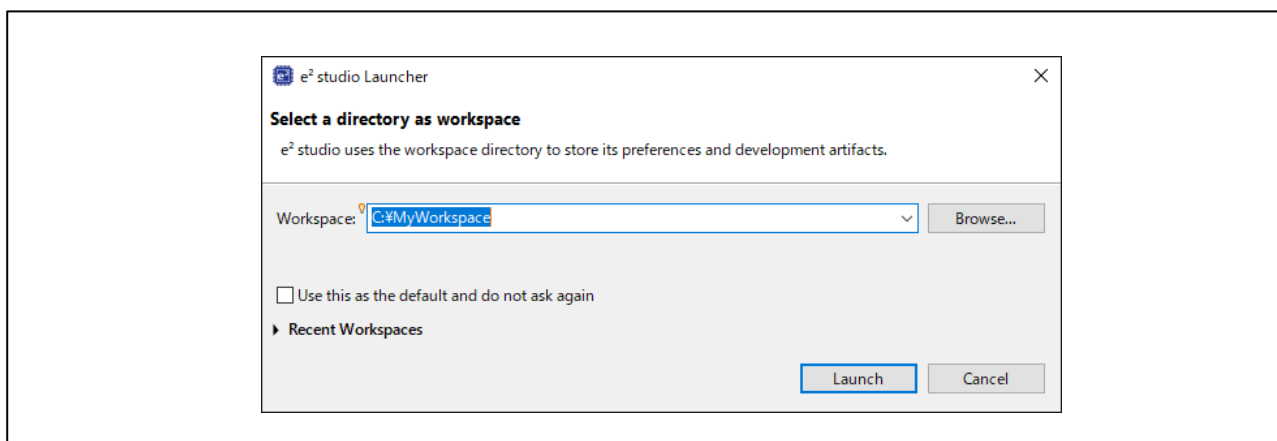 e² studio Launcher
Select a directory as workspace
e² studio uses the workspace directory to store its preferences and development artifacts.
Workspace: C:¥MyWorkspace Browse...
Use this as the default and do not ask again
Recent Workspaces
Launch Cancel